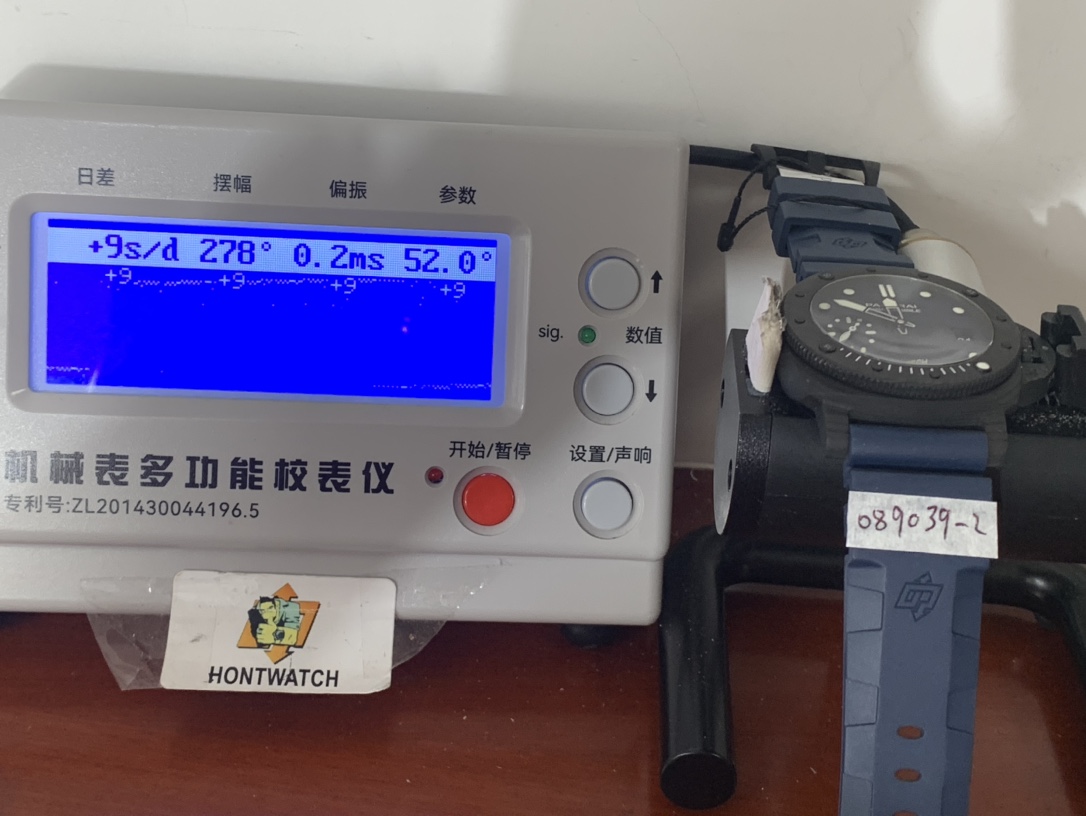 日差 摆幅 偏振 参数
+9s/d 278° 0.2ms 52.0°
+9 +9 +9 +9
sig. 数值
开始/暂停 设置/声响
机械表多功能校表仪
专利号:ZL201430044196.5
HONTWATCH
PANERAI
089039-2